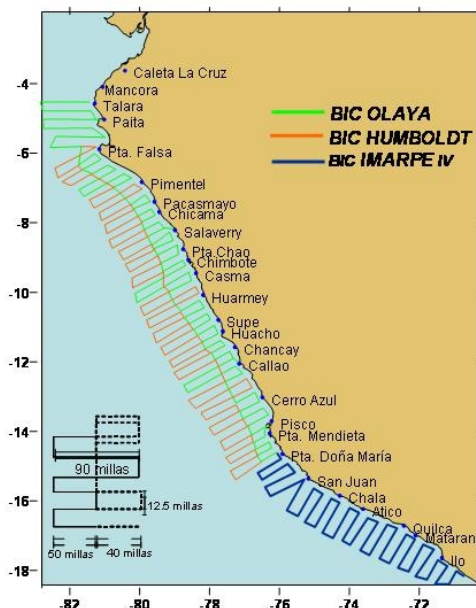 Caleta La Cruz
Mancora
Talara
Paita
Pta. Falsa
Pimentel
Pacasmayo
Chicama
Salaverry
Pta.Chao
Chimbote
Casma
Huarmey
Supe
Huacho
Chancay
Callao
Cerro Azul
Pisco
Pta. Mendieta
Pta. Doña María
San Juan
Chala
Atico
Quilca
Mataran
Ilo
BIC OLAYA
BIC HUMBOLDT
BIC IMARPE IV
90 millas
12.5 millas
50 millas
40 millas
-4
-6
-8
-10
-12
-14
-16
-18
-82
-80
-78
-76
-74
-72